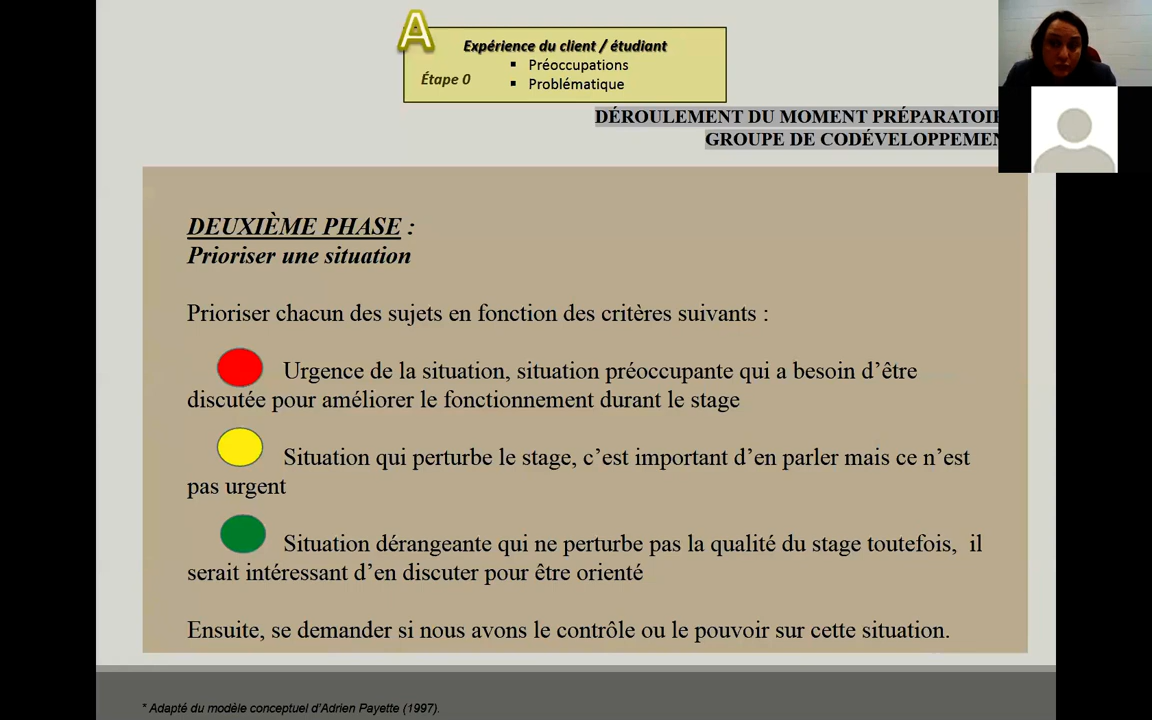 A
Expérience du client / étudiant
▪ Préoccupations
Étape 0
▪ Problématique
DÉROULEMENT DU MOMENT
GROUPE DE
DEUXIÈME PHASE :
Prioriser une situation
Prioriser chacun des sujets en fonction des critères suivants :
Urgence de la situation, situation préoccupante qui a besoin d’être
discutée pour améliorer le fonctionnement durant le stage
Situation qui perturbe le stage, c’est important d’en parler mais ce n’est
pas urgent
Situation dérangeante qui ne perturbe pas la qualité du stage toutefois, il
serait intéressant d’en discuter pour être orienté
Ensuite, se demander si nous avons le contrôle ou le pouvoir sur cette situation.
* Adapté du modèle conceptuel d’Adrien Payette (1997).